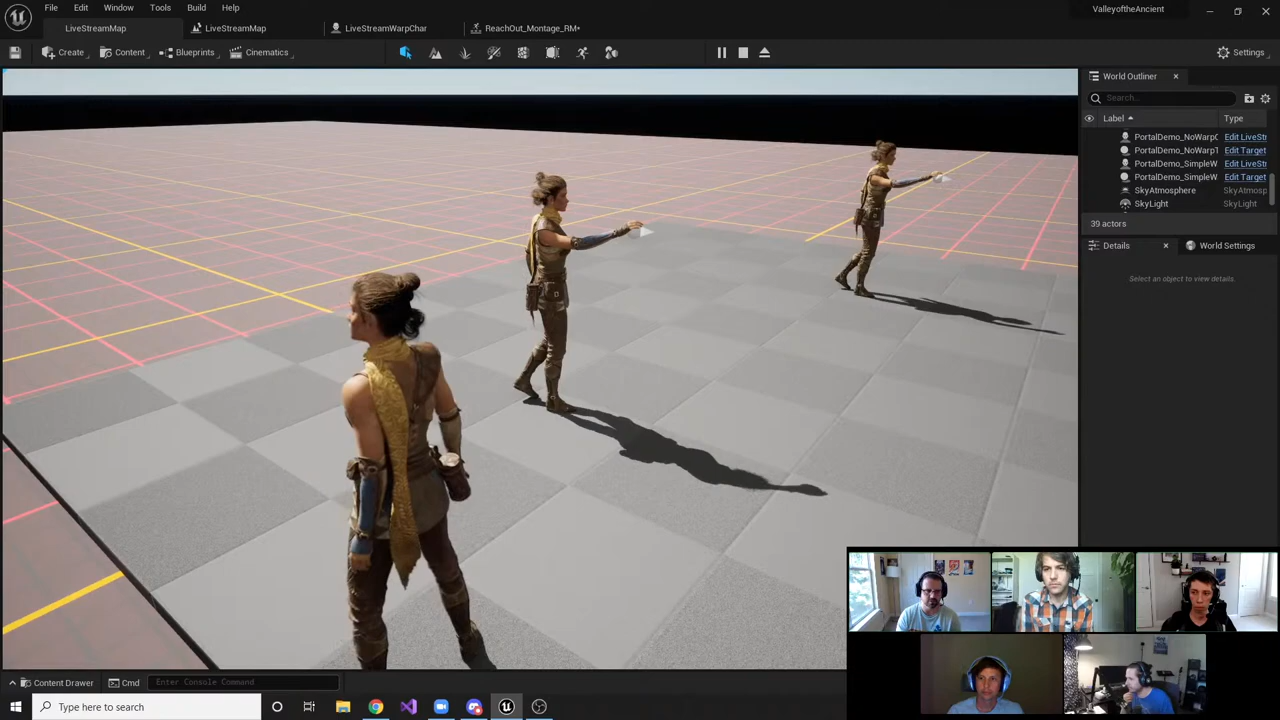 File Edit Window Tools Build Help
ValleyoftheAncient
LiveStreamMap
LiveStreamMap
LiveStreamWarpChar
ReachOut_Montage_RM*
Create
Content
Blueprints
Cinematics
Settings
World Outliner
Search...
Label
Type
PortalDemo_NoWarpC Edit LiveStr
PortalDemo_NoWarpT Edit Target
PortalDemo_SimpleW Edit LiveStr
PortalDemo_SimpleW Edit Target
SkyAtmosphere SkyAtmosp
SkyLight SkyLight
39 actors
Details
World Settings
Select an object to view details.
Content Drawer
Cmd
Enter Console Command
Type here to search